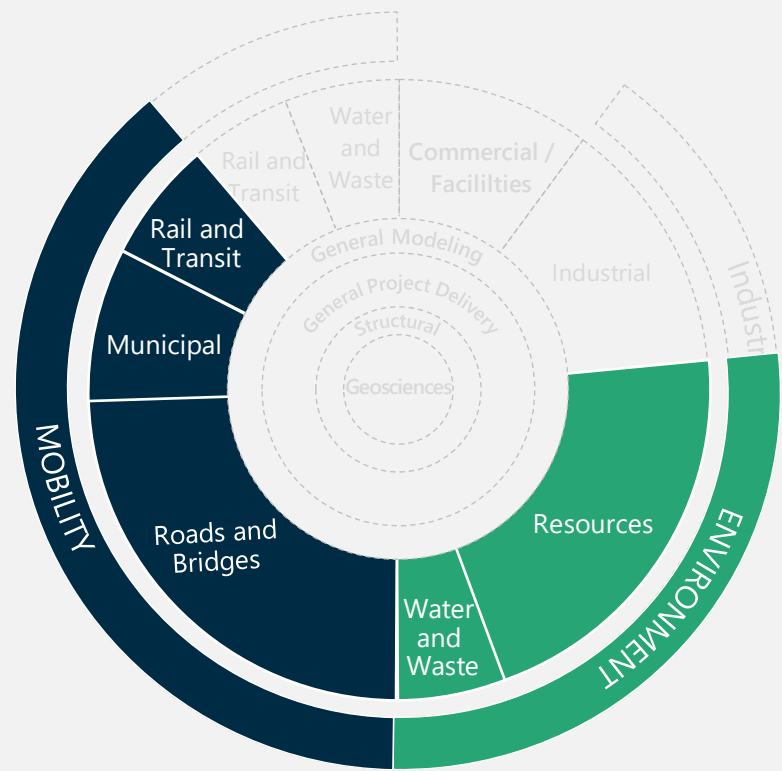 Water
and
Waste
Rail and
Transit
Commercial /
Facililties
Industrial
Industr
General Modeling
General Project Delivery
Structural
Geosciences
Rail and
Transit
Municipal
Roads and
Bridges
MOBILITY
Resources
Water
and
Waste
ENVIRONMENT